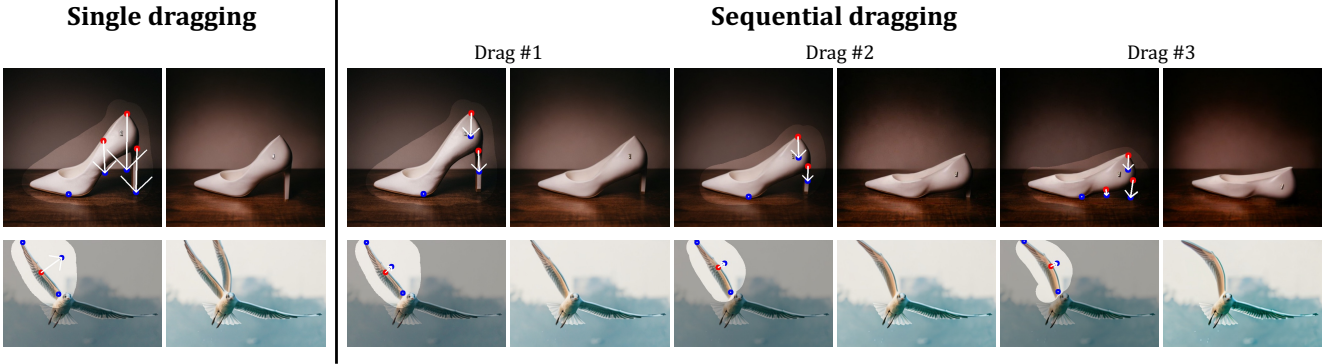 Single dragging
Sequential dragging
Drag #1
Drag #2
Drag #3